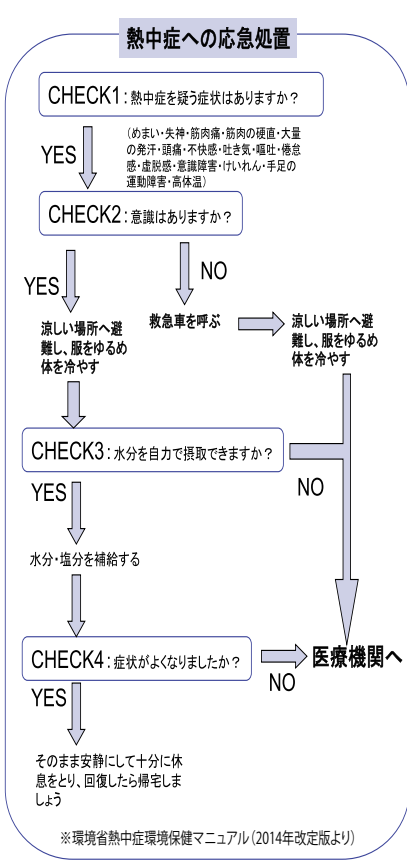 熱中症への応急処置
CHECK1:熱中症を疑う症状はありますか?
(めまい・失神・筋肉痛・筋肉の硬直・大量
の発汗・頭痛・不快感・吐き気・嘔吐・倦怠
感・虚脱感・意識障害・けいれん・手足の
運動障害・高体温)
YES
CHECK2:意識はありますか?
YES
NO
涼しい場所へ避
難し、服をゆるめ
体を冷やす
救急車を呼ぶ
涼しい場所へ避
難し、服をゆるめ
体を冷やす
CHECK3:水分を自力で摂取できますか?
YES
NO
水分・塩分を補給する
CHECK4:症状がよくなりましたか?
NO
医療機関へ
YES
そのまま安静にして十分に休
息をとり、回復したら帰宅しま
しょう
※環境省熱中症環境保健マニュアル(2014年改定版より)